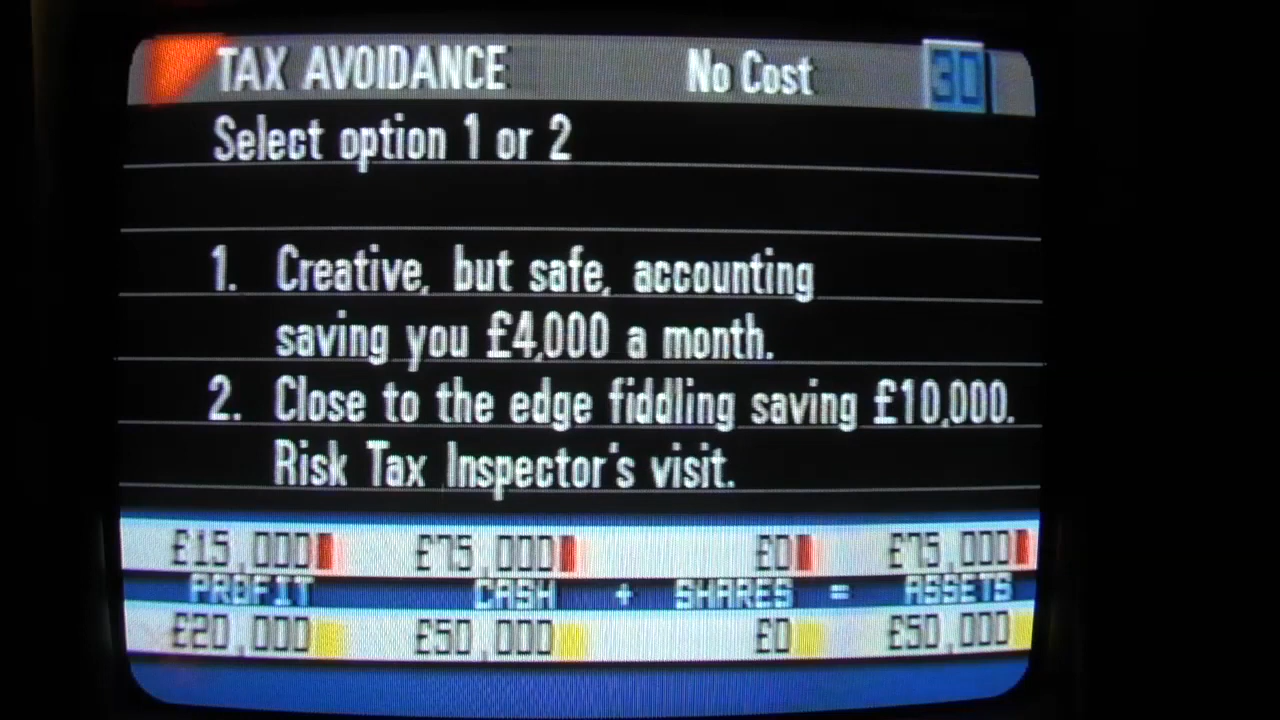 TAX AVOIDANCE No Cost 30
Select option 1 or 2
1. Creative, but safe, accounting
saving you £4,000 a month.
2. Close to the edge fiddling saving £10,000.
Risk Tax Inspector's visit.
£15,000 £75,000 £0 £75,000
PROFIT CASH + SHARES = ASSETS
£20,000 £50,000 £0 £50,000